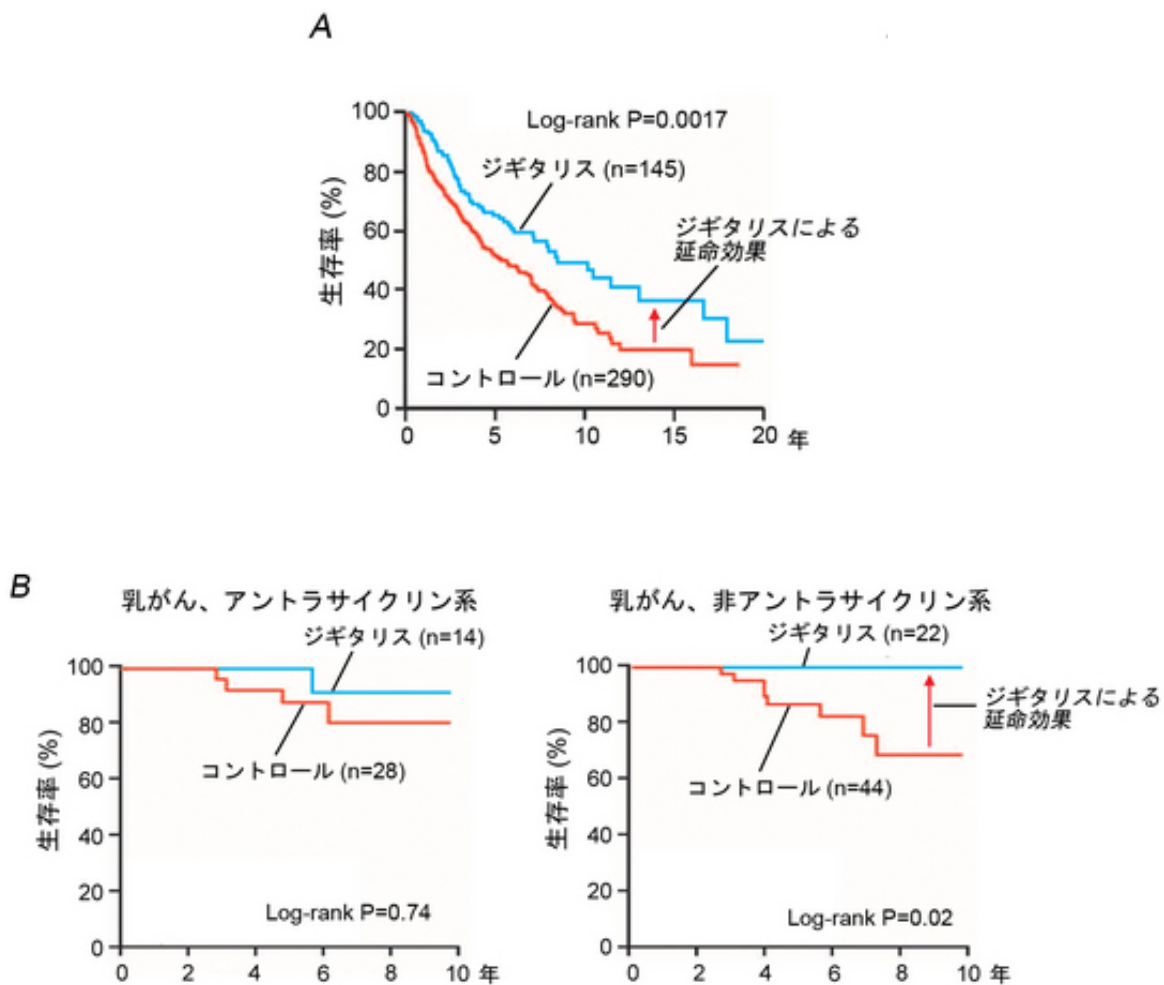 A
Log-rank P=0.0017
ジギタリス (n=145)
ジギタリスによる
延命効果
コントロール (n=290)
生存率 (%)
100
80
60
40
20
0
0 5 10 15 20 年
B
乳がん、アントラサイクリン系
ジギタリス (n=14)
コントロール (n=28)
生存率 (%)
100
80
60
40
20
0
Log-rank P=0.74
0 2 4 6 8 10 年
乳がん、非アントラサイクリン系
ジギタリス (n=22)
ジギタリスによる
延命効果
コントロール (n=44)
生存率 (%)
100
80
60
40
20
0
Log-rank P=0.02
0 2 4 6 8 10 年